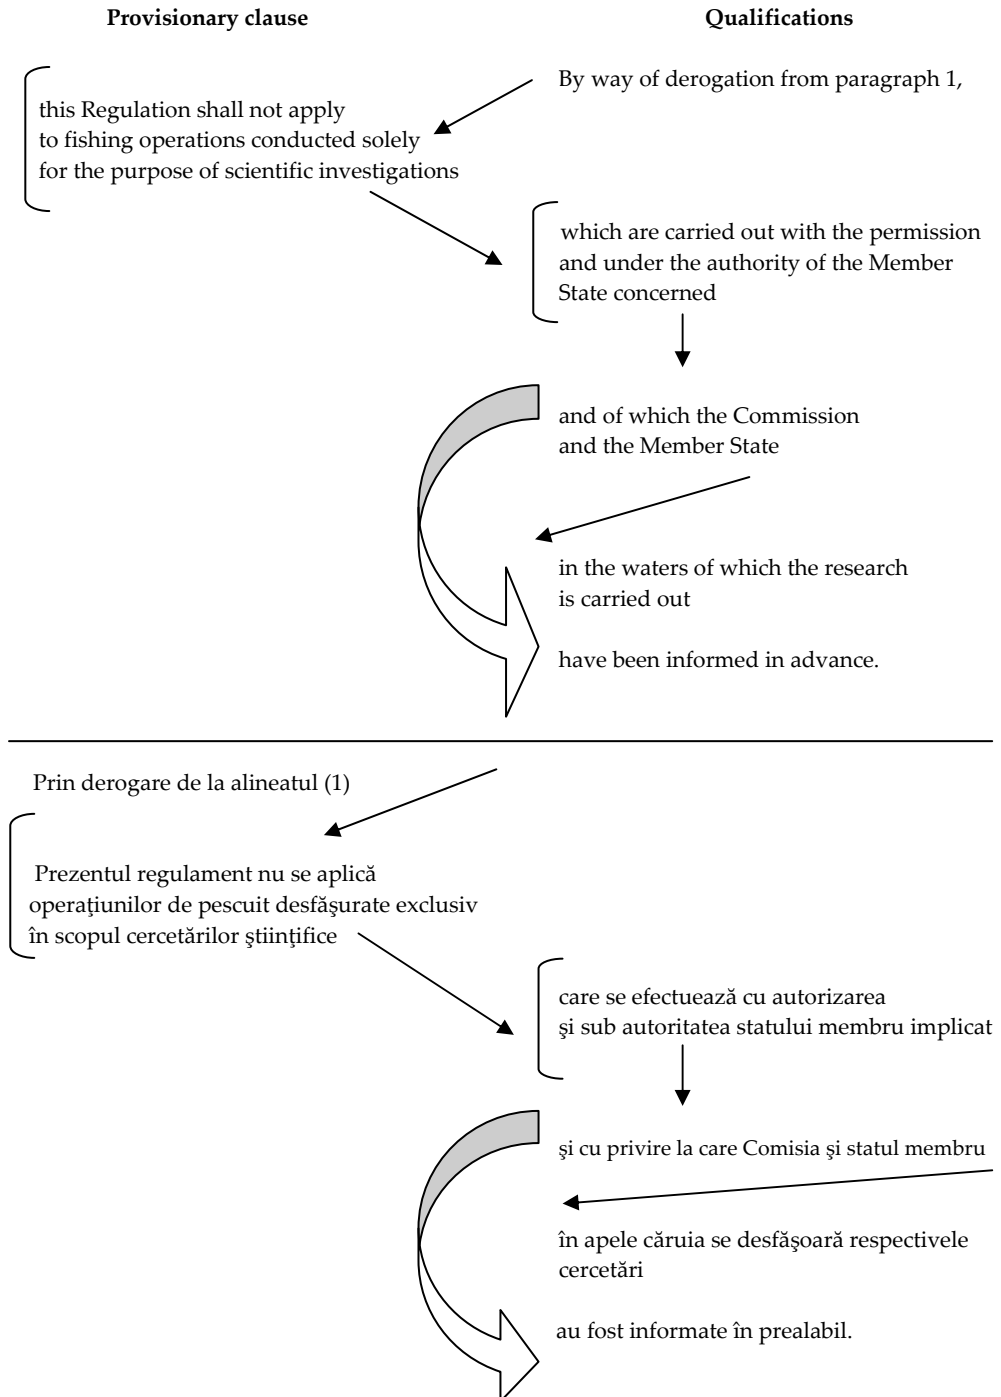 Provisionary clause
Qualifications
By way of derogation from paragraph 1,
this Regulation shall not apply
to fishing operations conducted solely
for the purpose of scientific investigations
which are carried out with the permission
and under the authority of the Member
State concerned
and of which the Commission
and the Member State
in the waters of which the research
is carried out
have been informed in advance.
Prin derogare de la alineatul (1)
Prezentul regulament nu se aplică
operaţiunilor de pescuit desfăşurate exclusiv
în scopul cercetărilor ştiinţifice
care se efectuează cu autorizarea
şi sub autoritatea statului membru implicat
şi cu privire la care Comisia şi statul membru
în apele căruia se desfăşoară respectivele
cercetări
au fost informate în prealabil.